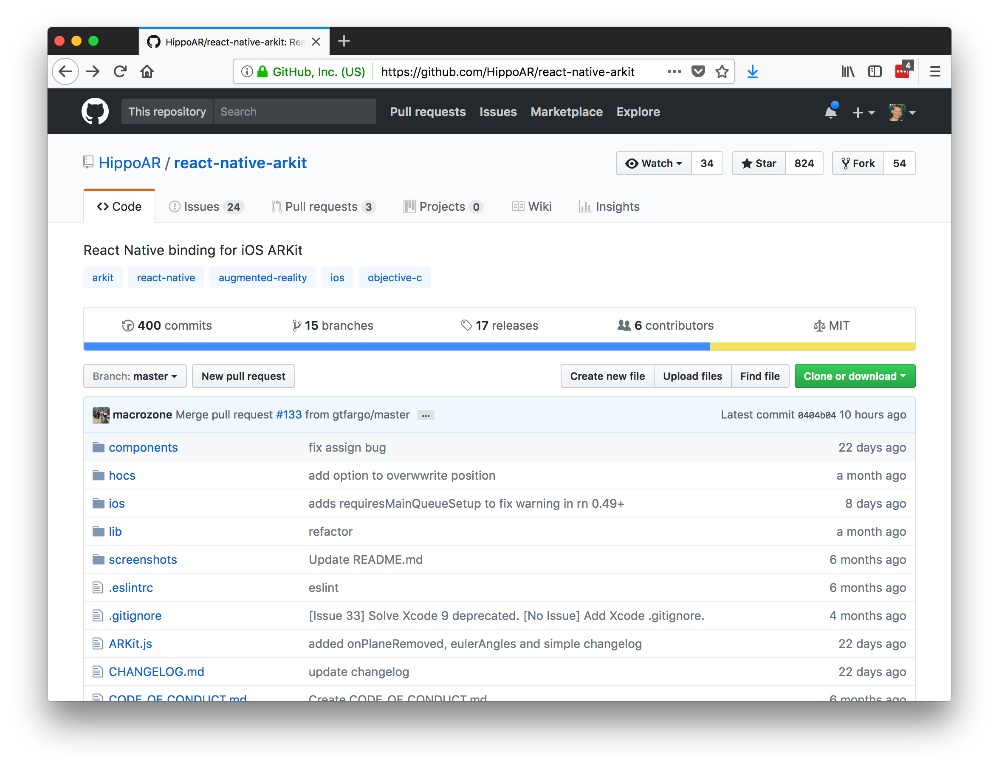 HippoAR/react-native-arkit: Rea
GitHub, Inc. (US) https://github.com/HippoAR/react-native-arkit 4
This repository Search Pull requests Issues Marketplace Explore
HippoAR / react-native-arkit Watch 34 Star 824 Fork 54
Code Issues 24 Pull requests 3 Projects 0 Wiki Insights
React Native binding for iOS ARKit
arkit react-native augmented-reality ios objective-c
400 commits 15 branches 17 releases 6 contributors MIT
Branch: master New pull request Create new file Upload files Find file Clone or download
macrozone Merge pull request #133 from gtfargo/master … Latest commit 0404b04 10 hours ago
components fix assign bug 22 days ago
hocs add option to overwwrite position a month ago
ios adds requiresMainQueueSetup to fix warning in rn 0.49+ 8 days ago
lib refactor a month ago
screenshots Update README.md 6 months ago
.eslintrc eslint 6 months ago
.gitignore [Issue 33] Solve Xcode 9 deprecated. [No Issue] Add Xcode .gitignore. 4 months ago
ARKit.js added onPlaneRemoved, eulerAngles and simple changelog 22 days ago
CHANGELOG.md update changelog 22 days ago
CODE_OF_CONDUCT.md Create CODE_OF_CONDUCT.md 6 months ago